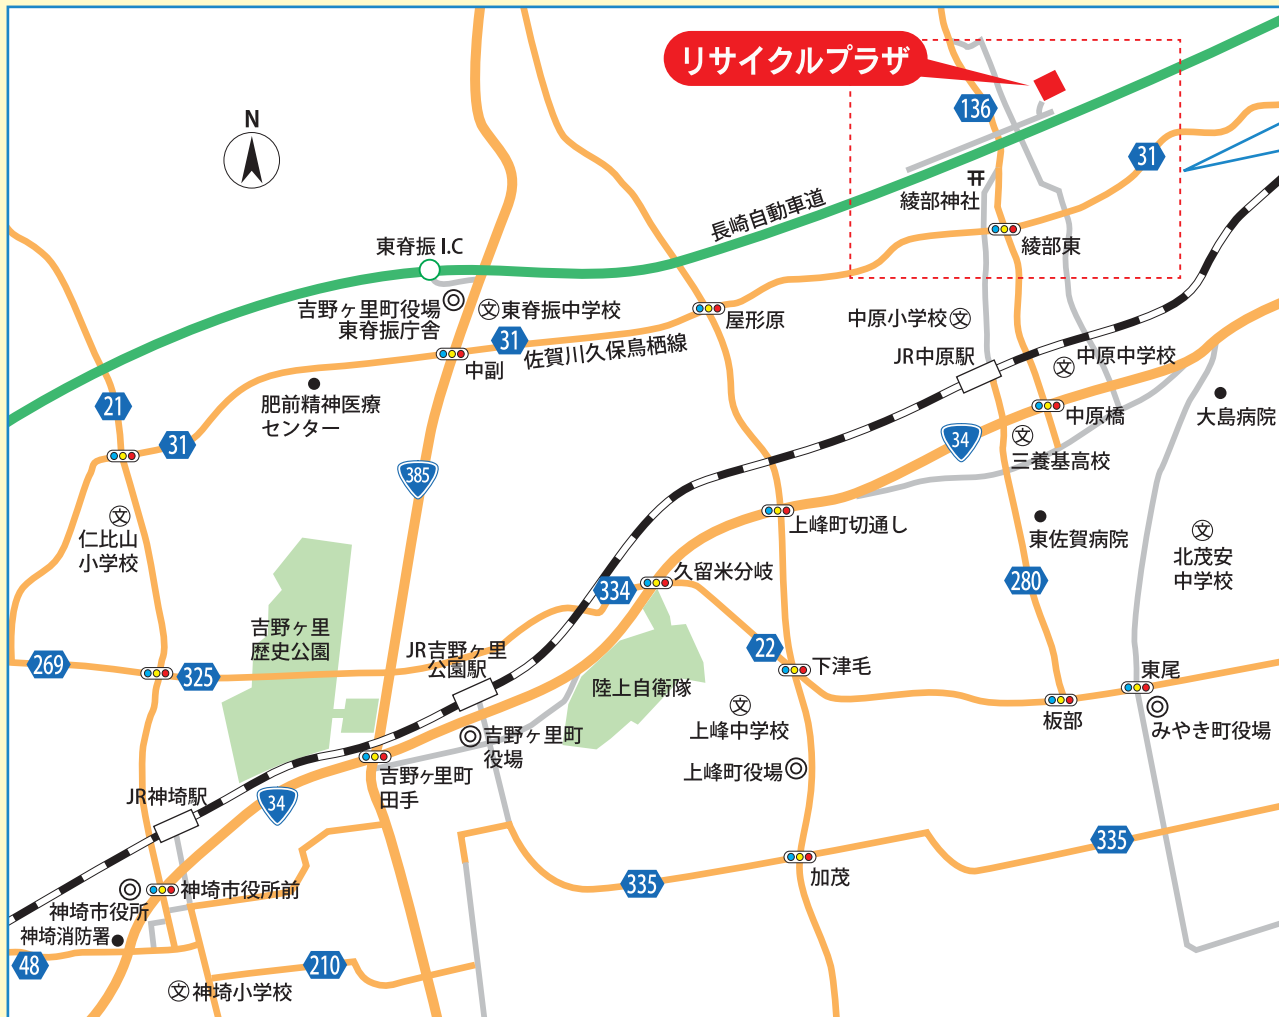 リサイクルプラザ
N
136
31
綾部神社
長崎自動車道
綾部東
東脊振 I.C
吉野ヶ里町役場
東脊振庁舎
文東脊振中学校
31
佐賀川久保鳥栖線
屋形原
中原小学校文
JR中原駅
文
中原中学校
中副
21
31
肥前精神医療
センター
中原橋
大島病院
34
文
三養基高校
385
文
仁比山
小学校
上峰町切通し
東佐賀病院
文
北茂安
中学校
久留米分岐
334
280
吉野ヶ里
歴史公園
JR吉野ヶ里
公園駅
22
下津毛
269
325
陸上自衛隊
東尾
文
上峰中学校
板部
みやき町役場
吉野ヶ里町
役場
上峰町役場
吉野ヶ里町
田手
JR神埼駅
34
335
335
加茂
神埼市役所前
神埼市役所
神埼消防署
48
210
文神埼小学校